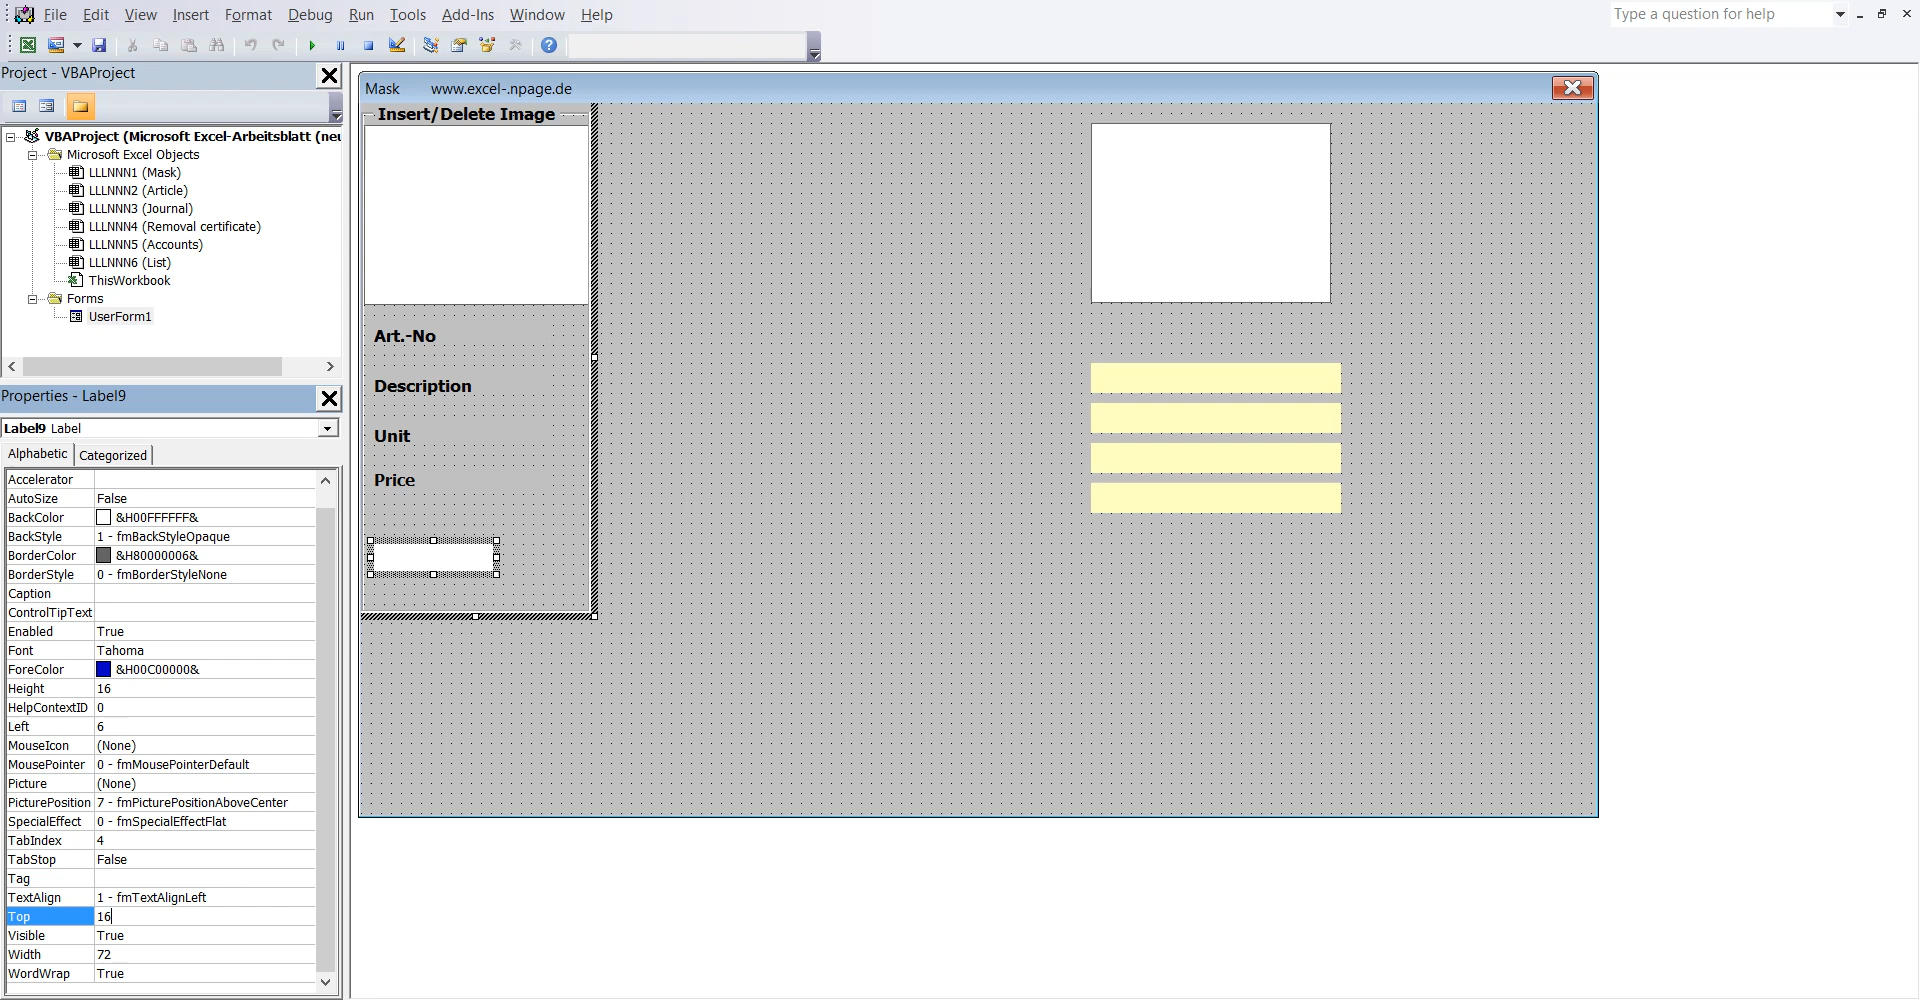 File Edit View Insert Format Debug Run Tools Add-Ins Window Help
Type a question for help
Project - VBAProject
VBAProject (Microsoft Excel-Arbeitsblatt (neu
Microsoft Excel Objects
LLLNNN1 (Mask)
LLLNNN2 (Article)
LLLNNN3 (Journal)
LLLNNN4 (Removal certificate)
LLLNNN5 (Accounts)
LLLNNN6 (List)
ThisWorkbook
Forms
UserForm1
Properties - Label9
Label9 Label
Alphabetic Categorized
Accelerator
AutoSize False
BackColor &H00FFFFFF&
BackStyle 1 - fmBackStyleOpaque
BorderColor &H80000006&
BorderStyle 0 - fmBorderStyleNone
Caption
ControlTipText
Enabled True
Font Tahoma
ForeColor &H00C00000&
Height 16
HelpContextID 0
Left 6
MouseIcon (None)
MousePointer 0 - fmMousePointerDefault
Picture (None)
PicturePosition 7 - fmPicturePositionAboveCenter
SpecialEffect 0 - fmSpecialEffectFlat
TabIndex 4
TabStop False
Tag
TextAlign 1 - fmTextAlignLeft
Top 16
Visible True
Width 72
WordWrap True
Mask www.excel-.npage.de
Insert/Delete Image
Art.-No
Description
Unit
Price